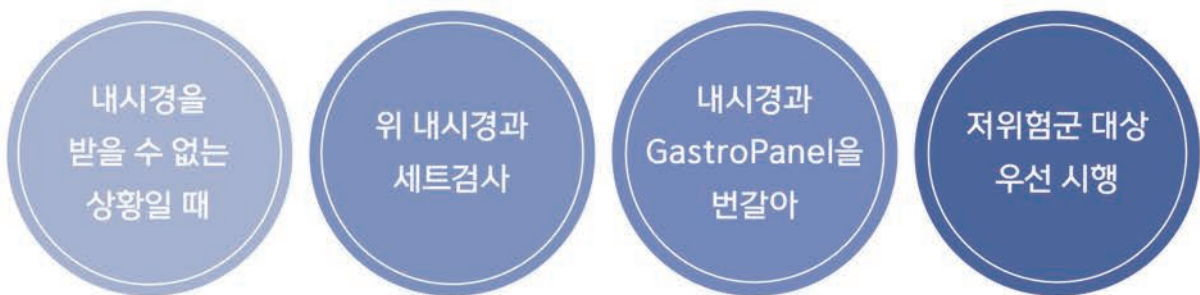 내시경을
받을 수 없는
상황일 때
위 내시경과
세트검사
내시경과
GastroPanel을
번갈아
저위험군 대상
우선 시행